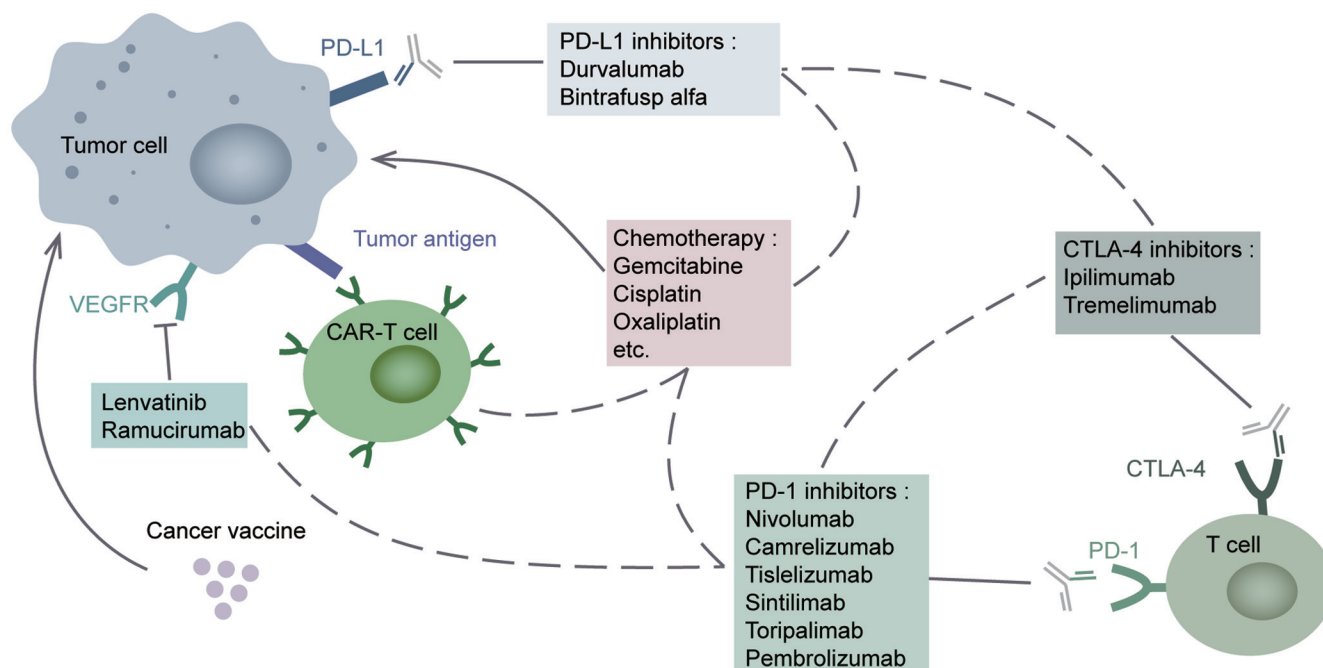 PD-L1
PD-L1 inhibitors :
Durvalumab
Bintrafusp alfa
Tumor cell
Tumor antigen
Chemotherapy :
Gemcitabine
Cisplatin
Oxaliplatin
etc.
CTLA-4 inhibitors :
Ipilimumab
Tremelimumab
VEGFR
CAR-T cell
Lenvatinib
Ramucirumab
CTLA-4
PD-1 inhibitors :
Nivolumab
Camrelizumab
Tislelizumab
Sintilimab
Toripalimab
Pembrolizumab
Cancer vaccine
PD-1
T cell